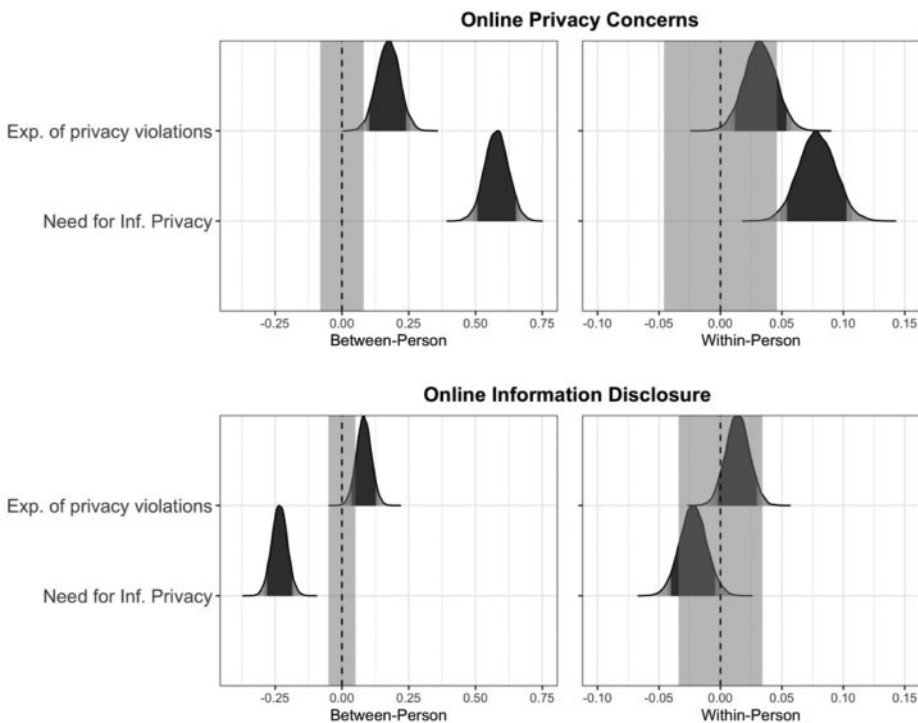 Online Privacy Concerns
Exp. of privacy violations
Need for Inf. Privacy
-0.25 0.00 0.25 0.50 0.75
Between-Person
-0.10 -0.05 0.00 0.05 0.10 0.15
Within-Person
Online Information Disclosure
Exp. of privacy violations
Need for Inf. Privacy
-0.25 0.00 0.25 0.50 0.75
Between-Person
-0.10 -0.05 0.00 0.05 0.10 0.15
Within-Person